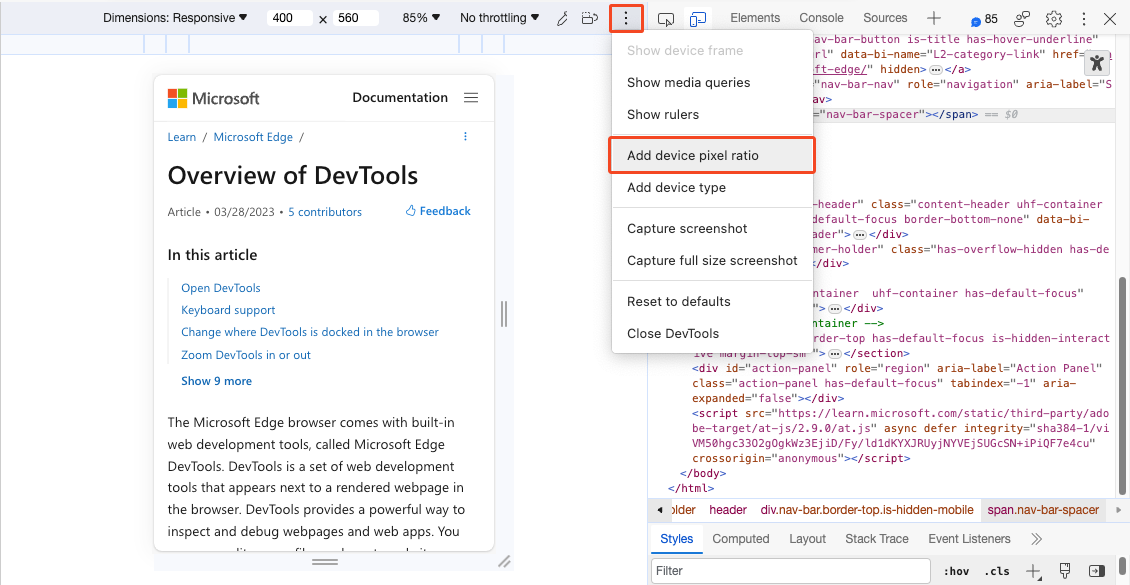 Dimensions: Responsive ▼ 400 × 560 85% ▼ No throttling ▼
Elements Console Sources 85
Show device frame
Show media queries
Show rulers
Add device pixel ratio
Add device type
Capture screenshot
Capture full size screenshot
Reset to defaults
Close DevTools
Microsoft
Documentation
Learn / Microsoft Edge /
Overview of DevTools
Article • 03/28/2023 • 5 contributors
Feedback
In this article
Open DevTools
Keyboard support
Change where DevTools is docked in the browser
Zoom DevTools in or out
Show 9 more
The Microsoft Edge browser comes with built-in
web development tools, called Microsoft Edge
DevTools. DevTools is a set of web development
tools that appears next to a rendered webpage in
the browser. DevTools provides a powerful way to
inspect and debug webpages and web apps. You
nav-bar-button is-title has-hover-underline"
rl" data-bi-name="L2-category-link" href=
ft-edge/" hidden> … </a>
"nav-bar-nav" role="navigation" aria-label="S
av>
="nav-bar-spacer"></span> == $0
-header" class="content-header uhf-container
default-focus border-bottom-none" data-bi-
ader"> … </div>
mer-holder" class="has-overflow-hidden has-de
/div>
ntainer uhf-container has-default-focus"
"> … </div>
ntainer -->
rder-top has-default-focus is-hidden-interact
ive margin-top-sm"> … </section>
<div id="action-panel" role="region" aria-label="Action Panel"
class="action-panel has-default-focus" tabindex="-1" aria-
expanded="false"></div>
<script src="https://learn.microsoft.com/static/third-party/ado
be-target/at-js/2.9.0/at.js" async defer integrity="sha384-1/vi
VM50hgc33O2gOgkWz3EjiD/Fy/ld1dKYXJRUyjNYVEjSUGcSN+iPiQF7e4cu"
crossorigin="anonymous"></script>
</body>
</html>
older header div.nav-bar.border-top.is-hidden-mobile span.nav-bar-spacer
Styles Computed Layout Stack Trace Event Listeners
Filter :hov .cls